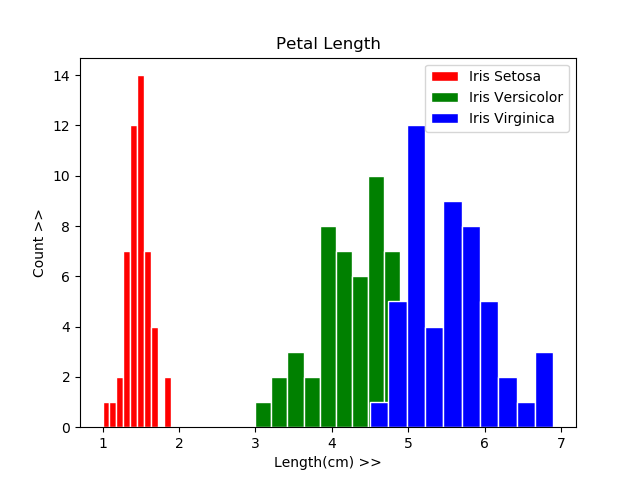 Petal Length
Iris Setosa
Iris Versicolor
Iris Virginica
Count >>
14
12
10
8
6
4
2
0
1 2 3 4 5 6 7
Length(cm) >>